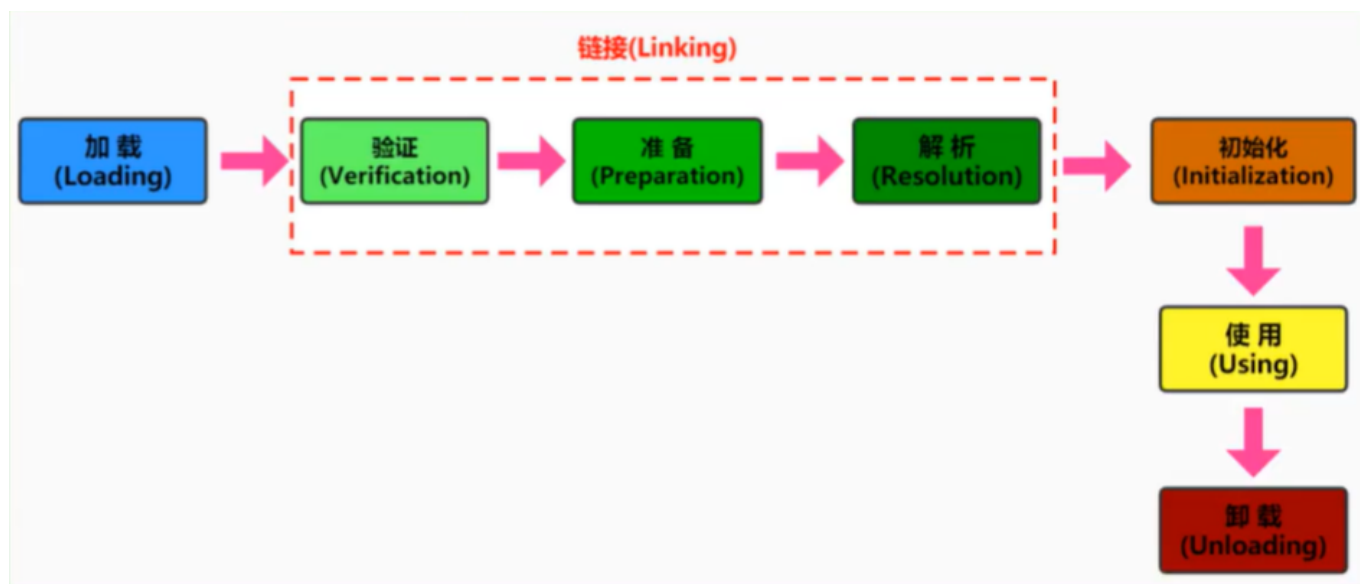 链接(Linking)
加 载
(Loading)
验证
(Verification)
准 备
(Preparation)
解 析
(Resolution)
初始化
(Initialization)
使 用
(Using)
卸 载
(Unloading)